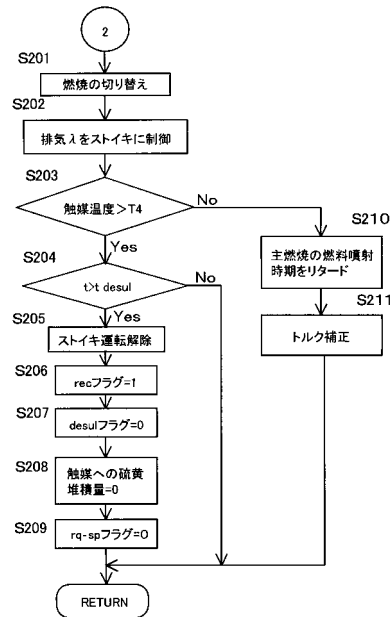 2
S201
燃焼の切り替え
S202
排気λをストイキに制御
S203
触媒温度>T4
No
Yes
S204
t>t desul
No
Yes
S205
ストイキ運転解除
S206
recフラグ=1
S207
desulフラグ=0
S208
触媒への硫黄
堆積量=0
S209
rq-spフラグ=0
RETURN
S210
主燃焼の燃料噴射
時期をリタード
S211
トルク補正